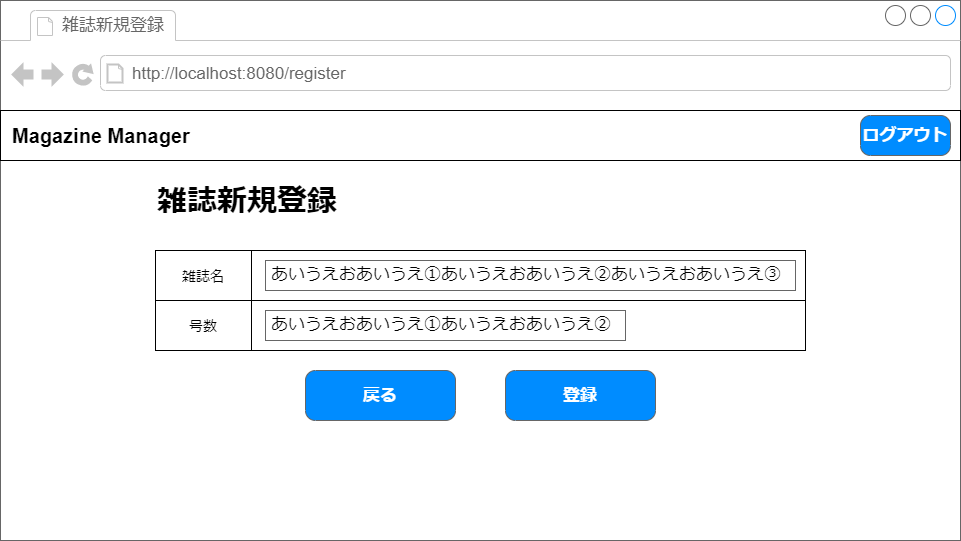 雑誌新規登録
http://localhost:8080/register
Magazine Manager
ログアウト
雑誌新規登録
雑誌名
あいうえおあいうえ①あいうえおあいうえ②あいうえおあいうえ③
号数
あいうえおあいうえ①あいうえおあいうえ②
戻る
登録